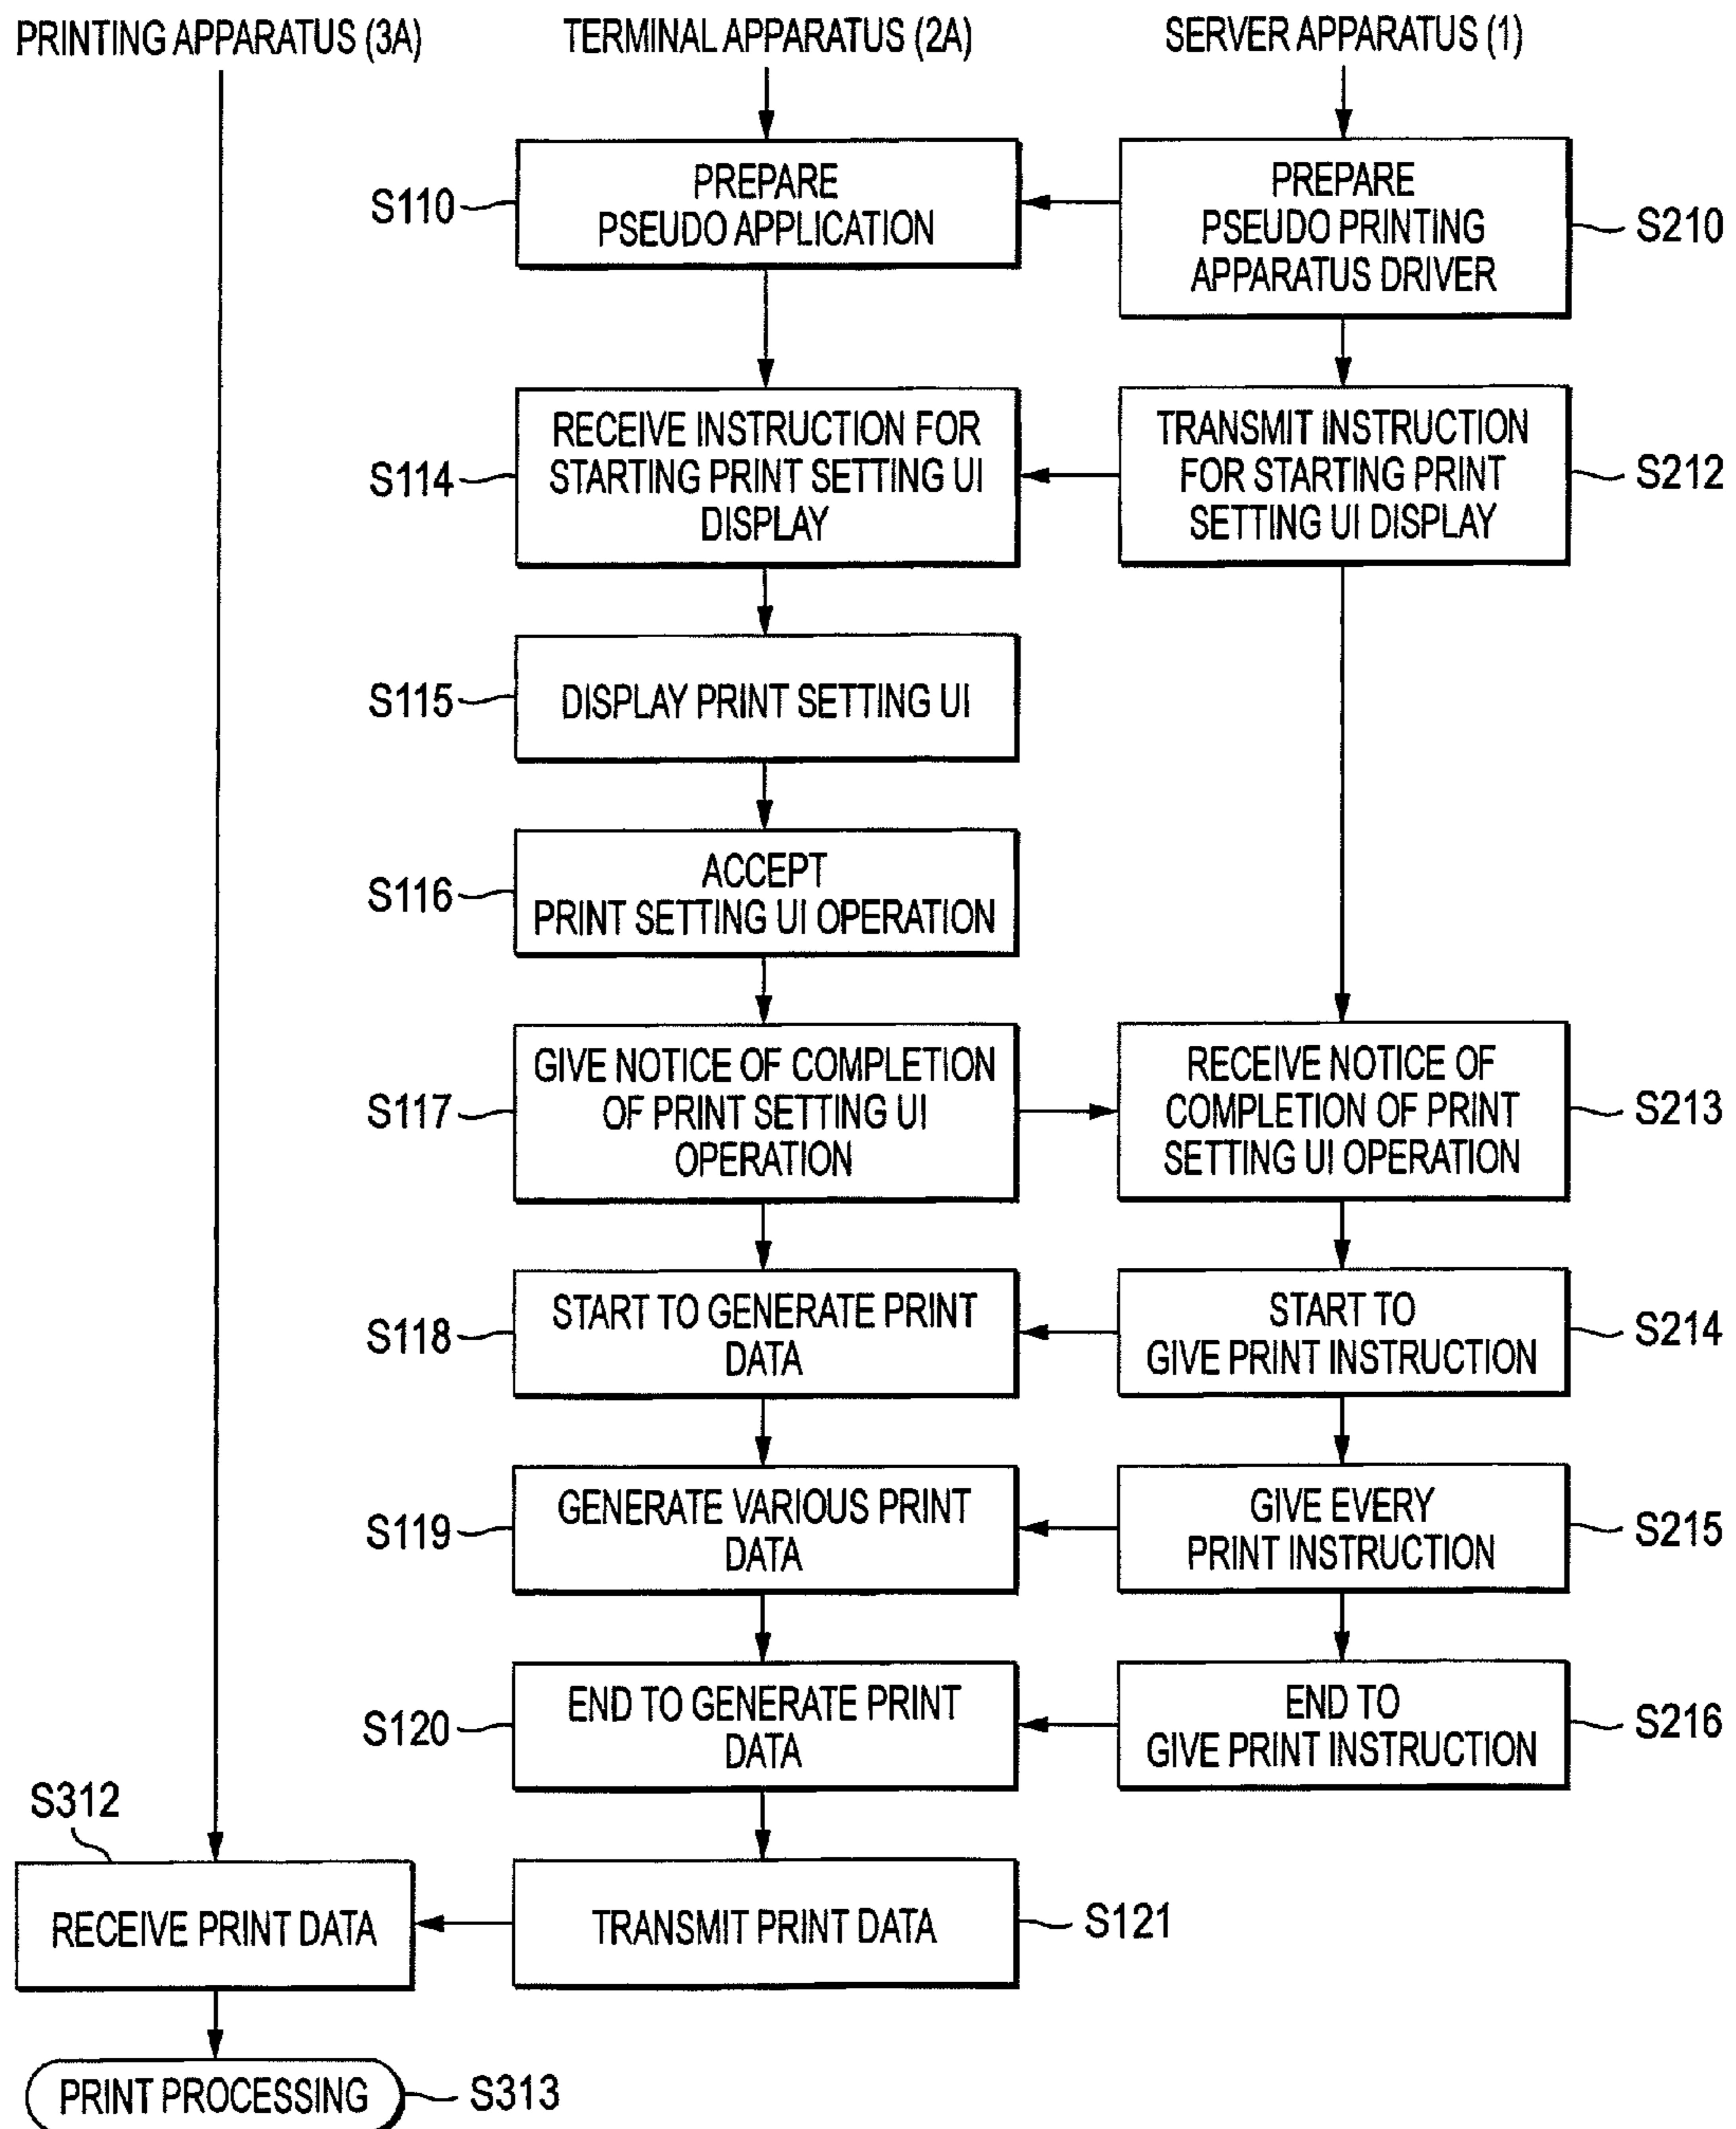 PRINTING APPARATUS (3A)
TERMINAL APPARATUS (2A)
SERVER APPARATUS (1)
S110
PREPARE
PSEUDO APPLICATION
PREPARE
PSEUDO PRINTING
APPARATUS DRIVER
S210
S114
RECEIVE INSTRUCTION FOR
STARTING PRINT SETTING UI
DISPLAY
TRANSMIT INSTRUCTION
FOR STARTING PRINT
SETTING UI DISPLAY
S212
S115
DISPLAY PRINT SETTING UI
S116
ACCEPT
PRINT SETTING UI OPERATION
S117
GIVE NOTICE OF COMPLETION
OF PRINT SETTING UI
OPERATION
RECEIVE NOTICE OF
COMPLETION OF PRINT
SETTING UI OPERATION
S213
S118
START TO GENERATE PRINT
DATA
START TO
GIVE PRINT INSTRUCTION
S214
S119
GENERATE VARIOUS PRINT
DATA
GIVE EVERY
PRINT INSTRUCTION
S215
S120
END TO GENERATE PRINT
DATA
END TO
GIVE PRINT INSTRUCTION
S216
S312
RECEIVE PRINT DATA
TRANSMIT PRINT DATA
S121
PRINT PROCESSING
S313